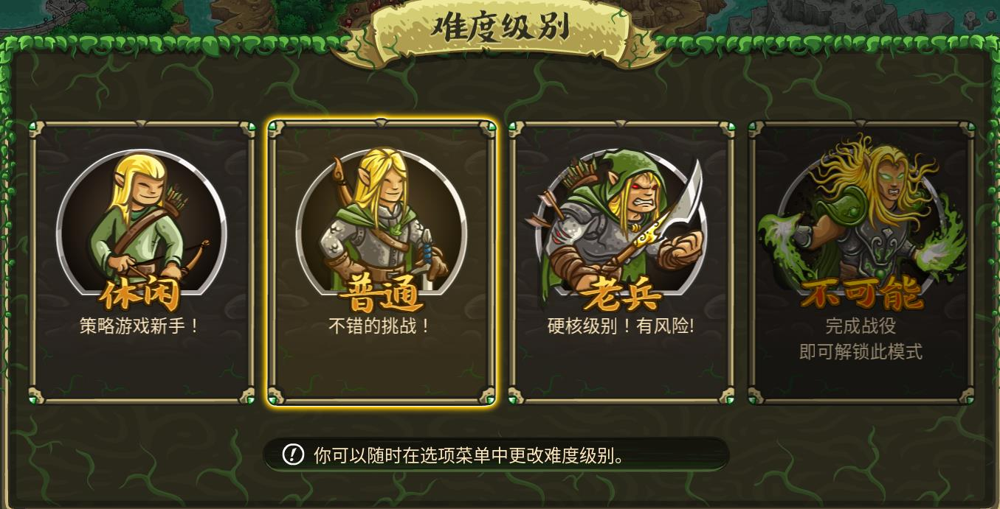 难度级别
休闲
策略游戏新手！
普通
不错的挑战！
老兵
硬核级别！有风险!
不可能
完成战役
即可解锁此模式
你可以随时在选项菜单中更改难度级别。